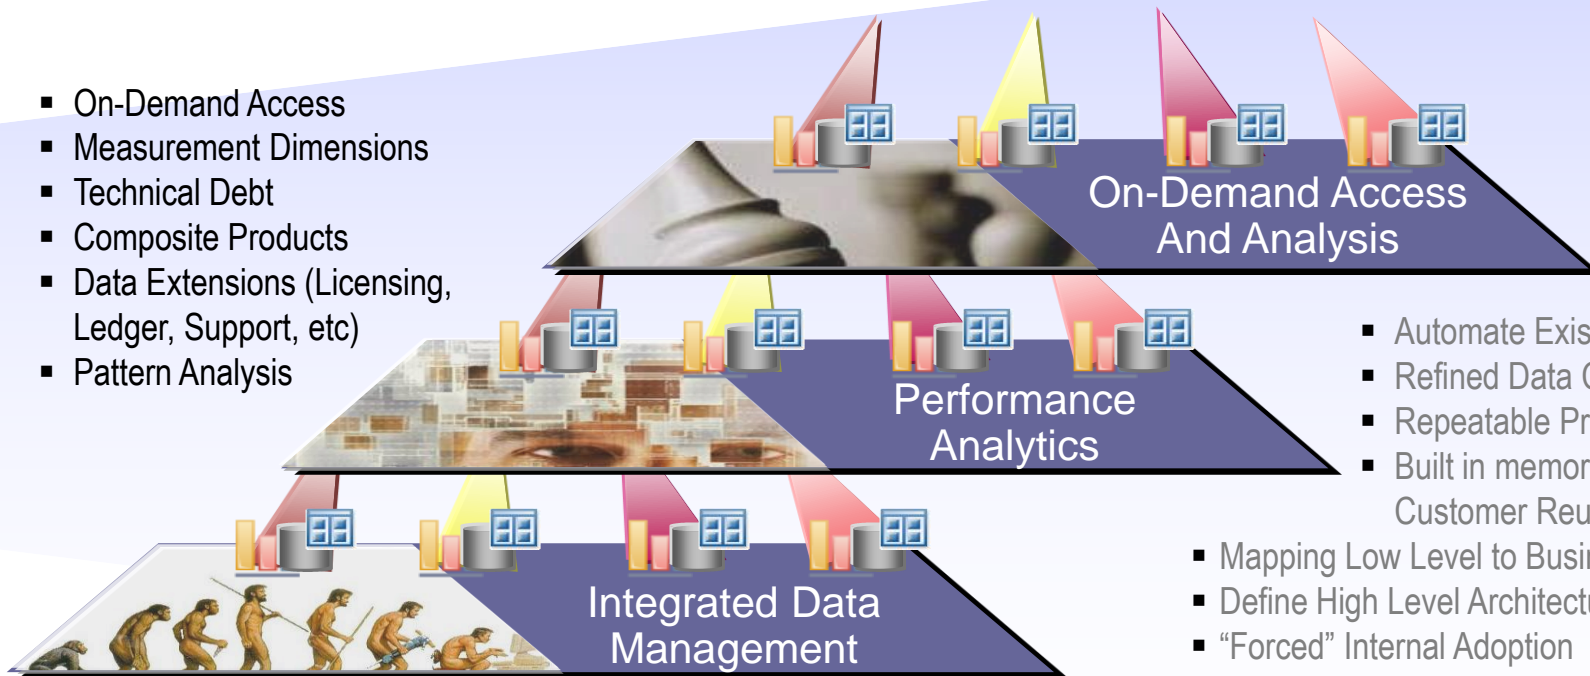 On-Demand Access
Measurement Dimensions
Technical Debt
Composite Products
Data Extensions (Licensing,
Ledger, Support, etc)
Pattern Analysis
On-Demand Access
And Analysis
Performance
Analytics
Integrated Data
Management
Automate
Refined Data
Repeatable
Built in
Customer
Mapping Low Level to
Define High Level
“Forced” Internal Adoption